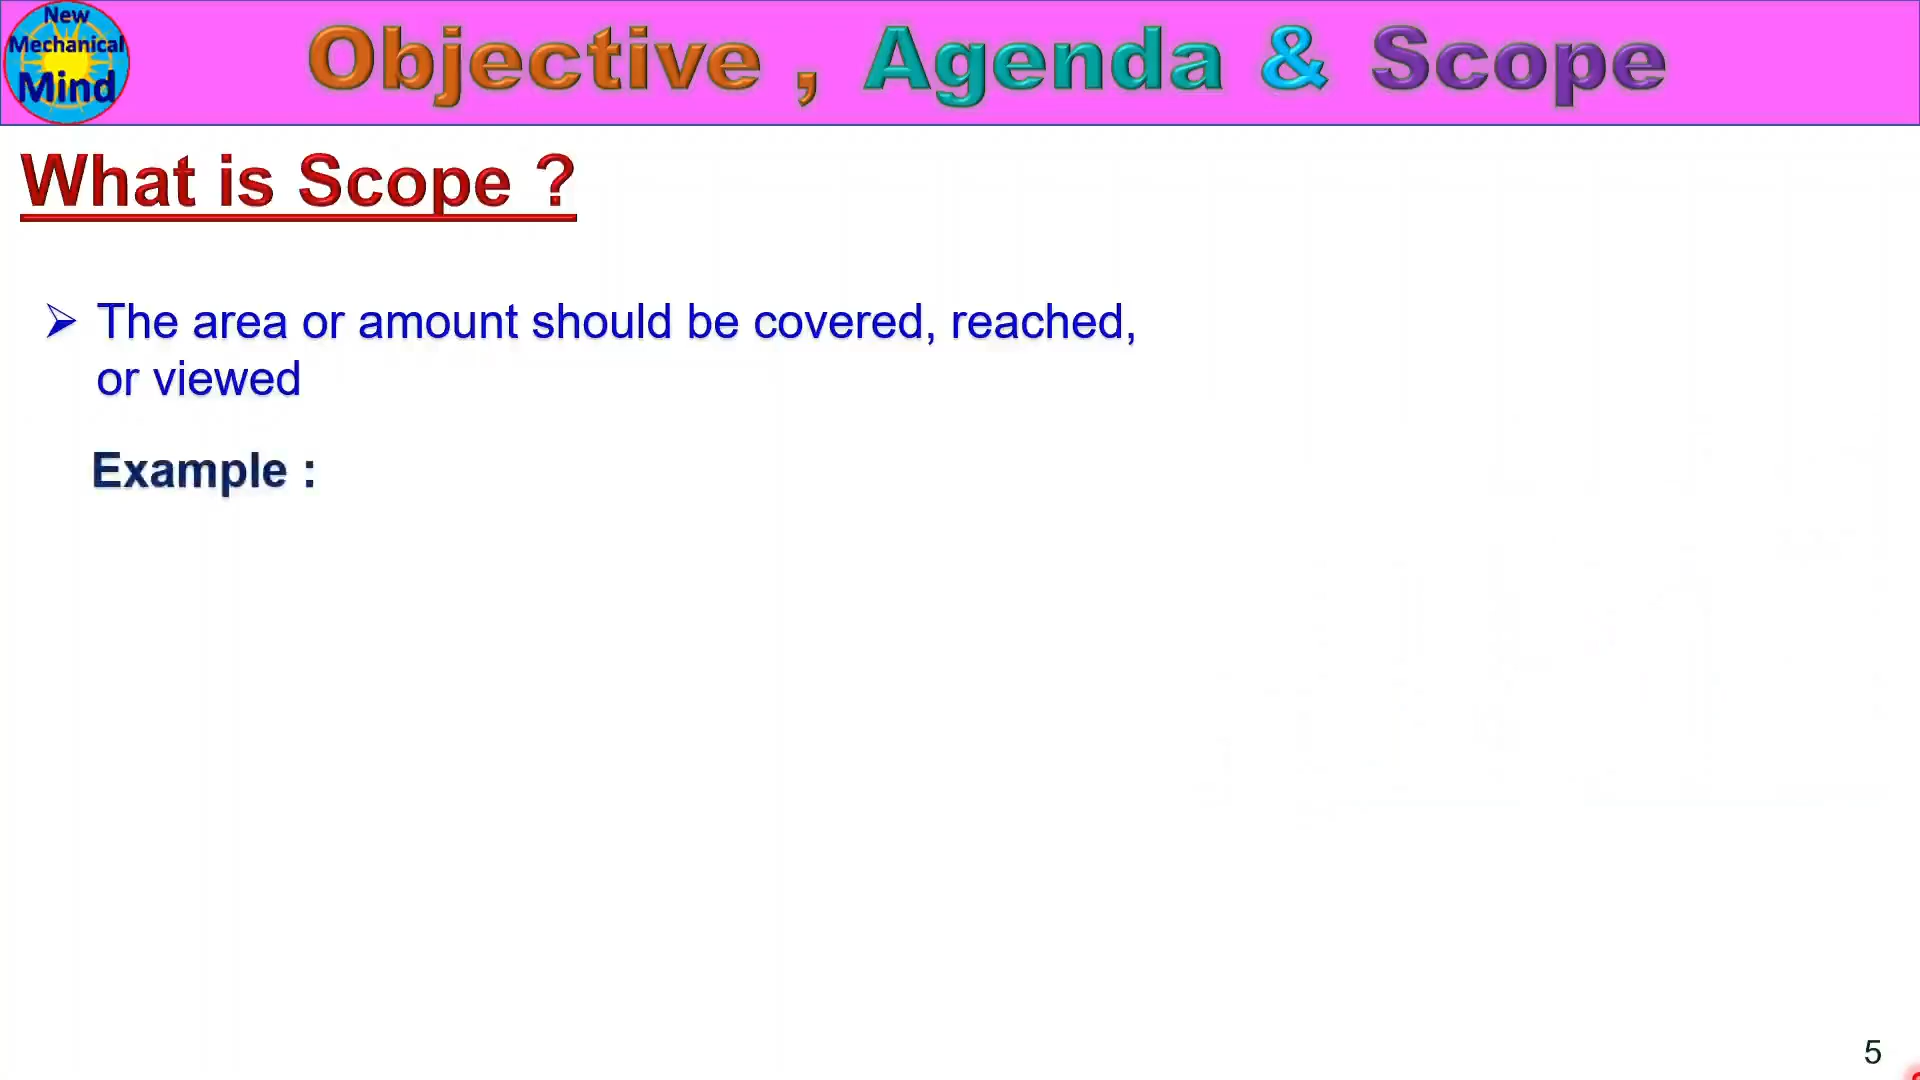 New
Mechanical
Mind
Objective , Agenda & Scope
What is Scope ?
➢ The area or amount should be covered, reached,
or viewed
Example :
5